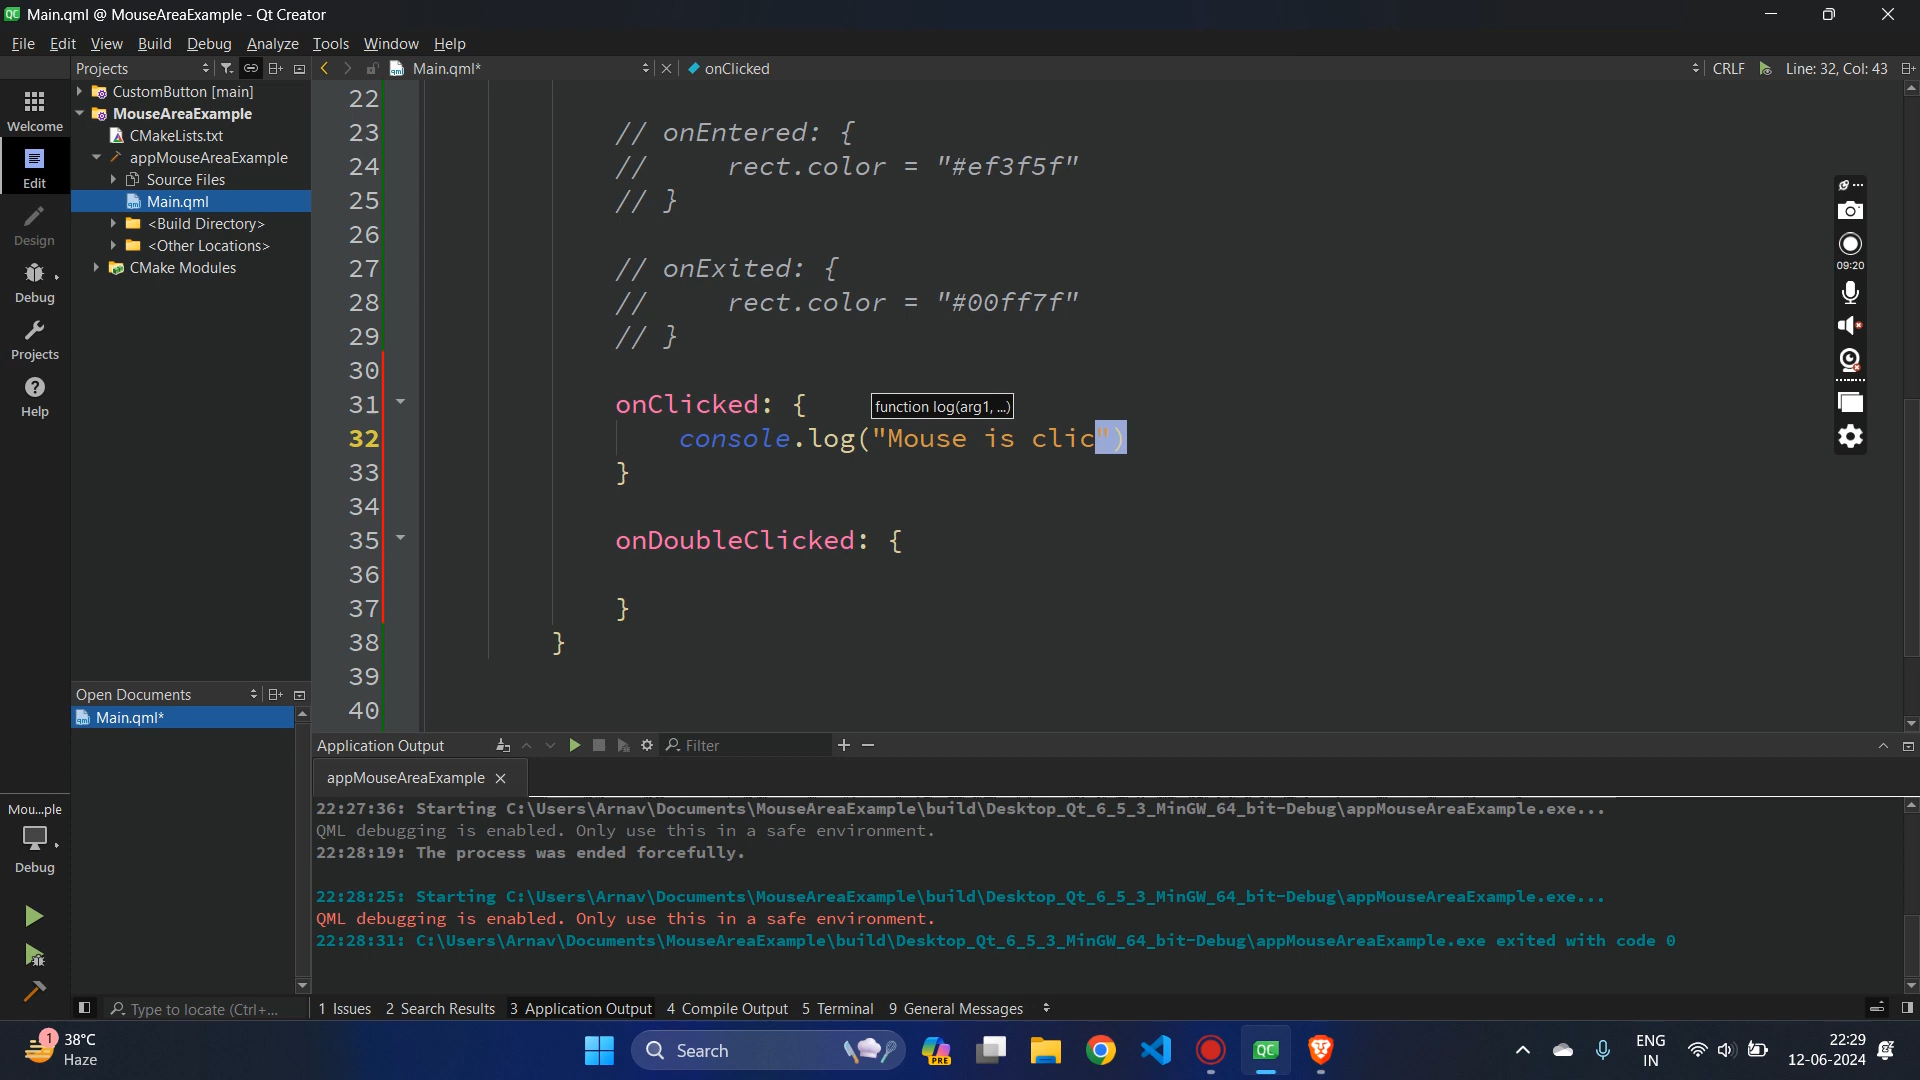 QC Main.qml @ MouseAreaExample - Qt Creator
File Edit View Build Debug Analyze Tools Window Help
Projects Main.qml* onClicked CRLF Line: 32, Col: 43
Welcome
Edit
Design
Debug
Projects
Help
CustomButton [main]
MouseAreaExample
CMakeLists.txt
appMouseAreaExample
Source Files
Main.qml
<Build Directory>
<Other Locations>
CMake Modules
22
23 // onEntered: {
24 // rect.color = "#ef3f5f"
25 // }
26
27 // onExited: {
28 // rect.color = "#00ff7f"
29 // }
30
31 onClicked: { function log(arg1, ...)
32 console.log("Mouse is clic")
33 }
34
35 onDoubleClicked: {
36
37 }
38 }
39
40
09:20
Open Documents
Main.qml*
Application Output Filter
appMouseAreaExample
22:27:36: Starting C:\Users\Arnav\Documents\MouseAreaExample\build\Desktop_Qt_6_5_3_MinGW_64_bit-Debug\appMouseAreaExample.exe...
QML debugging is enabled. Only use this in a safe environment.
22:28:19: The process was ended forcefully.
22:28:25: Starting C:\Users\Arnav\Documents\MouseAreaExample\build\Desktop_Qt_6_5_3_MinGW_64_bit-Debug\appMouseAreaExample.exe...
QML debugging is enabled. Only use this in a safe environment.
22:28:31: C:\Users\Arnav\Documents\MouseAreaExample\build\Desktop_Qt_6_5_3_MinGW_64_bit-Debug\appMouseAreaExample.exe exited with code 0
Mou...ple
Debug
Type to locate (Ctrl+... 1 Issues 2 Search Results 3 Application Output 4 Compile Output 5 Terminal 9 General Messages
1
38°C
Haze
Search
PRE
QC
ENG
IN
22:29
12-06-2024